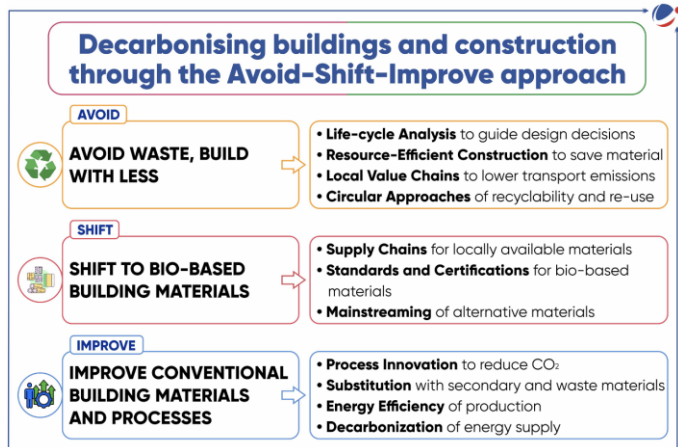 Decarbonising buildings and construction
through the Avoid-Shift-Improve approach
AVOID
AVOID WASTE, BUILD
WITH LESS
• Life-cycle Analysis to guide design decisions
• Resource-Efficient Construction to save material
• Local Value Chains to lower transport emissions
• Circular Approaches of recyclability and re-use
SHIFT
SHIFT TO BIO-BASED
BUILDING MATERIALS
• Supply Chains for locally available materials
• Standards and Certifications for bio-based
materials
• Mainstreaming of alternative materials
IMPROVE
IMPROVE CONVENTIONAL
BUILDING MATERIALS
AND PROCESSES
• Process Innovation to reduce CO₂
• Substitution with secondary and waste materials
• Energy Efficiency of production
• Decarbonization of energy supply